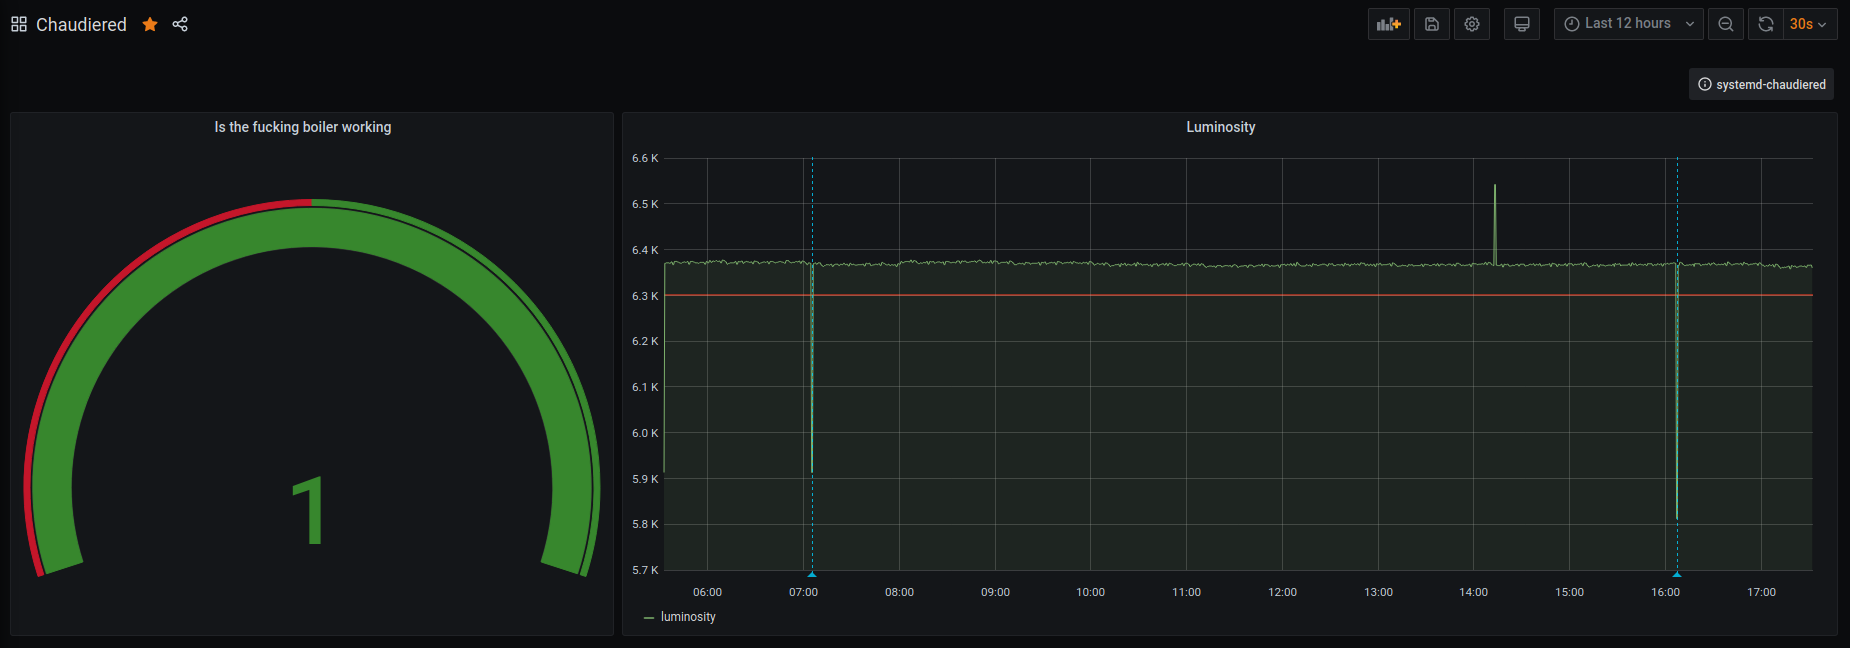 Chaudiered
Last 12 hours
30s
systemd-chaudiered
Is the fucking boiler working
1
Luminosity
6.6 K
6.5 K
6.4 K
6.3 K
6.2 K
6.1 K
6.0 K
5.9 K
5.8 K
5.7 K
06:00 07:00 08:00 09:00 10:00 11:00 12:00 13:00 14:00 15:00 16:00 17:00
luminosity